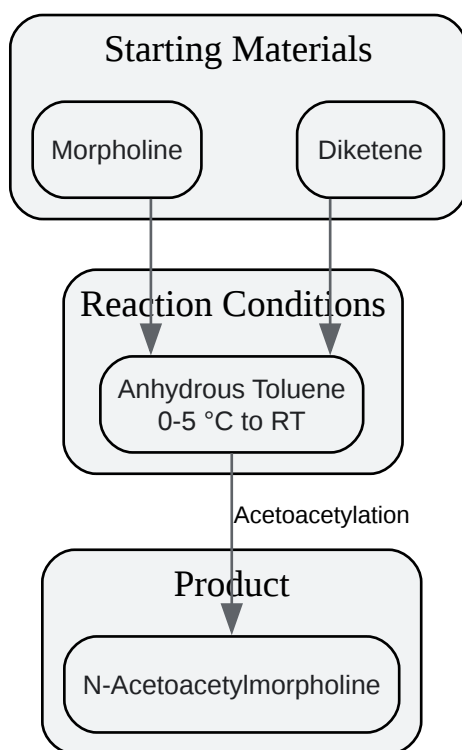 Starting Materials
Morpholine
Diketene
Reaction Conditions
Anhydrous Toluene
0-5 °C to RT
Acetoacetylation
Product
N-Acetoacetylmorpholine